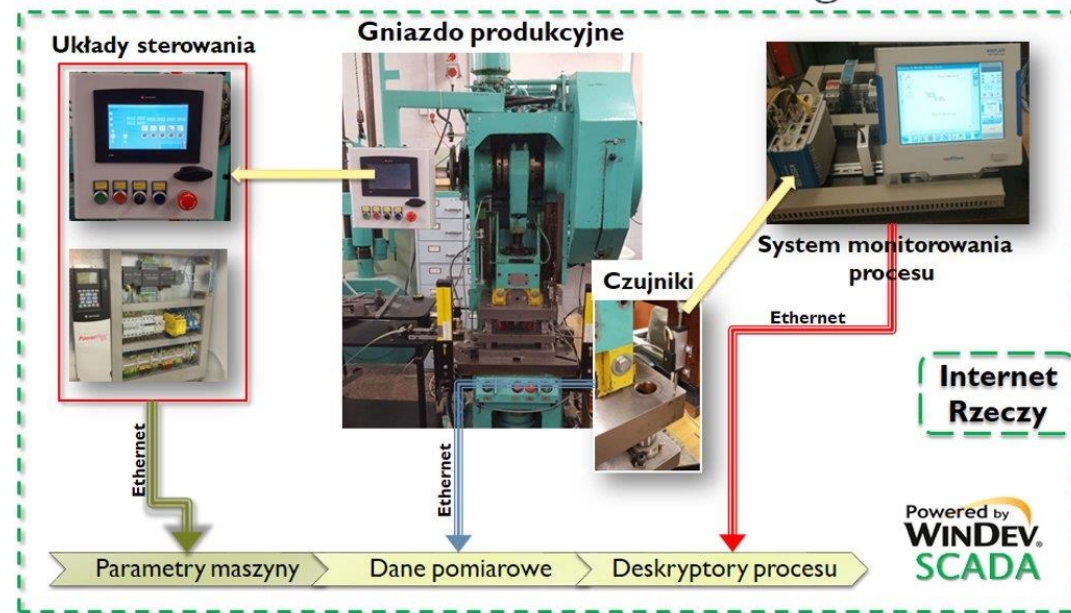 Układy sterowania
Gniazdo produkcyjne
Czujniki
System monitorowania
procesu
Ethernet
Internet
Rzeczy
Ethernet
Ethernet
Parametry maszyny
Dane pomiarowe
Deskryptory procesu
Powered by
WINDEV.
SCADA